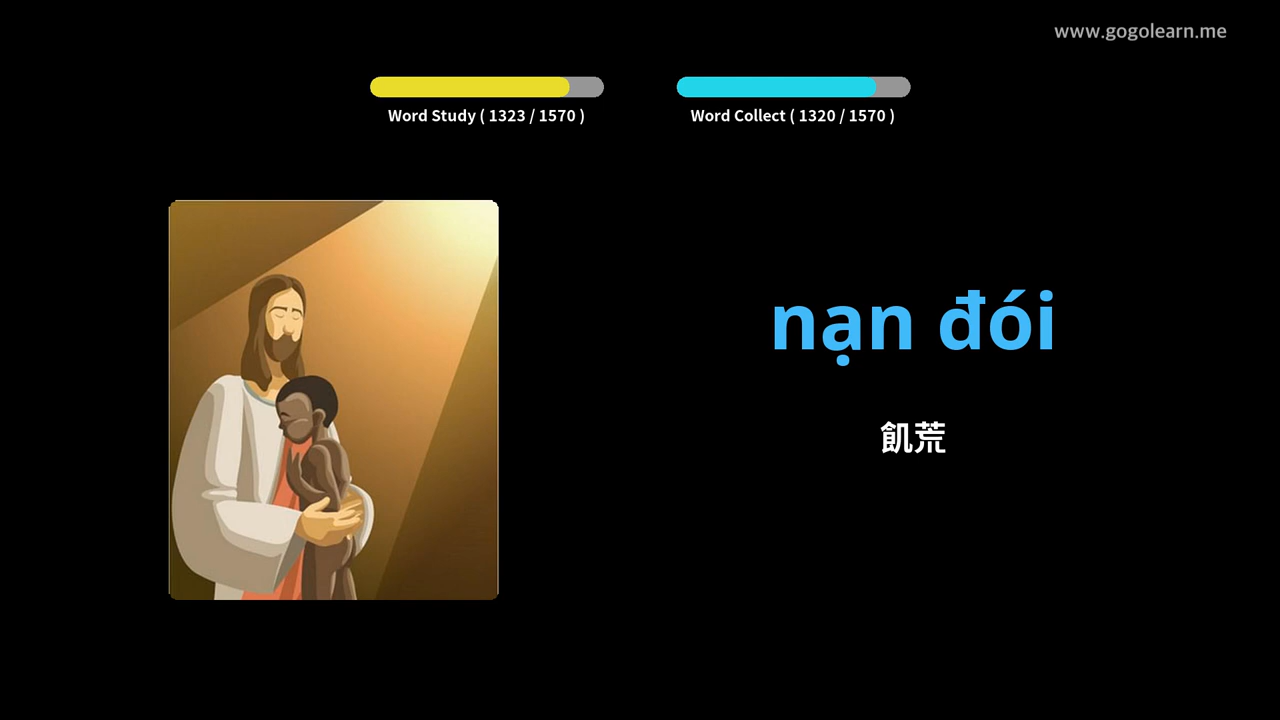 www.gogolearn.me
Word Study ( 1323 / 1570 )
Word Collect ( 1320 / 1570 )
nạn đói
飢荒